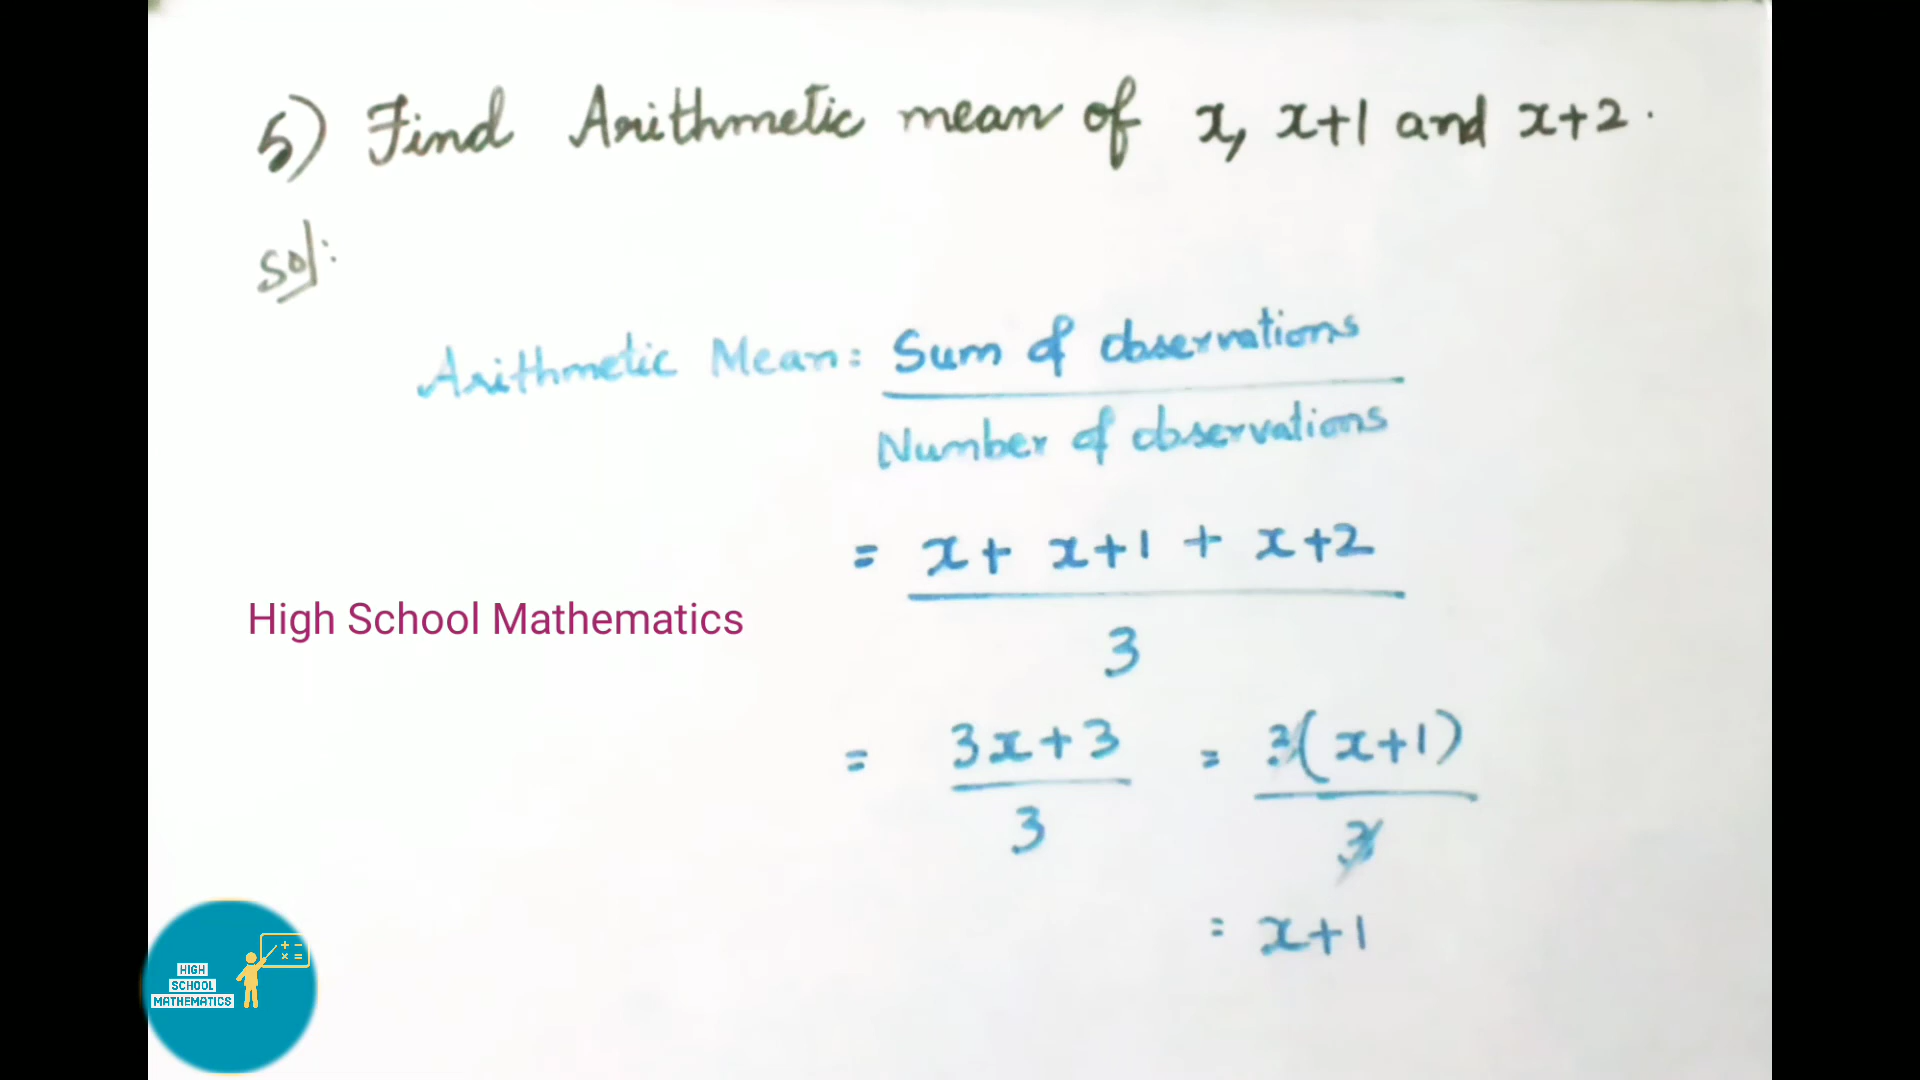 5) Find Arithmetic mean of x, x+1 and x+2.
Sol:
Arithmetic Mean: Sum of observations
Number of observations
= x+ x+1 + x+2
3
High School Mathematics
= 3x+3 = 3(x+1)
3 3
= x+1
HIGH
SCHOOL
MATHEMATICS
+ −
× =